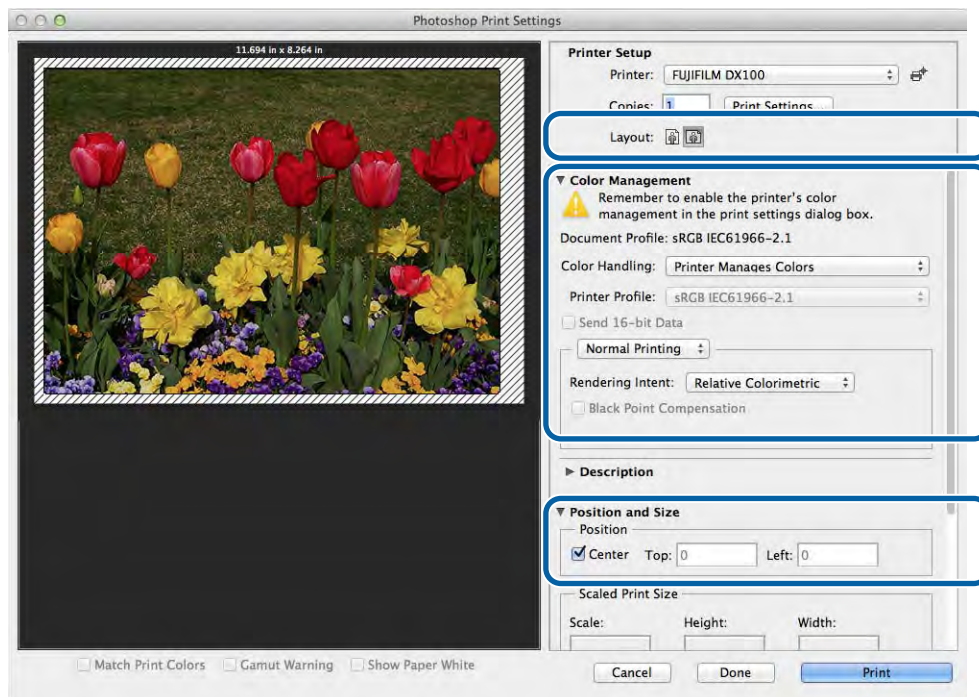 Photoshop Print Settings
11.694 in x 8.264 in
Printer Setup
Printer: FUJIFILM DX100
Copies: 1 Print Settings...
Layout:
Color Management
Remember to enable the printer's color
management in the print settings dialog box.
Document Profile: sRGB IEC61966-2.1
Color Handling: Printer Manages Colors
Printer Profile: sRGB IEC61966-2.1
Send 16-bit Data
Normal Printing
Rendering Intent: Relative Colorimetric
Black Point Compensation
Description
Position and Size
Position
Center Top: 0 Left: 0
Scaled Print Size
Scale: Height: Width:
Match Print Colors Gamut Warning Show Paper White
Cancel Done Print